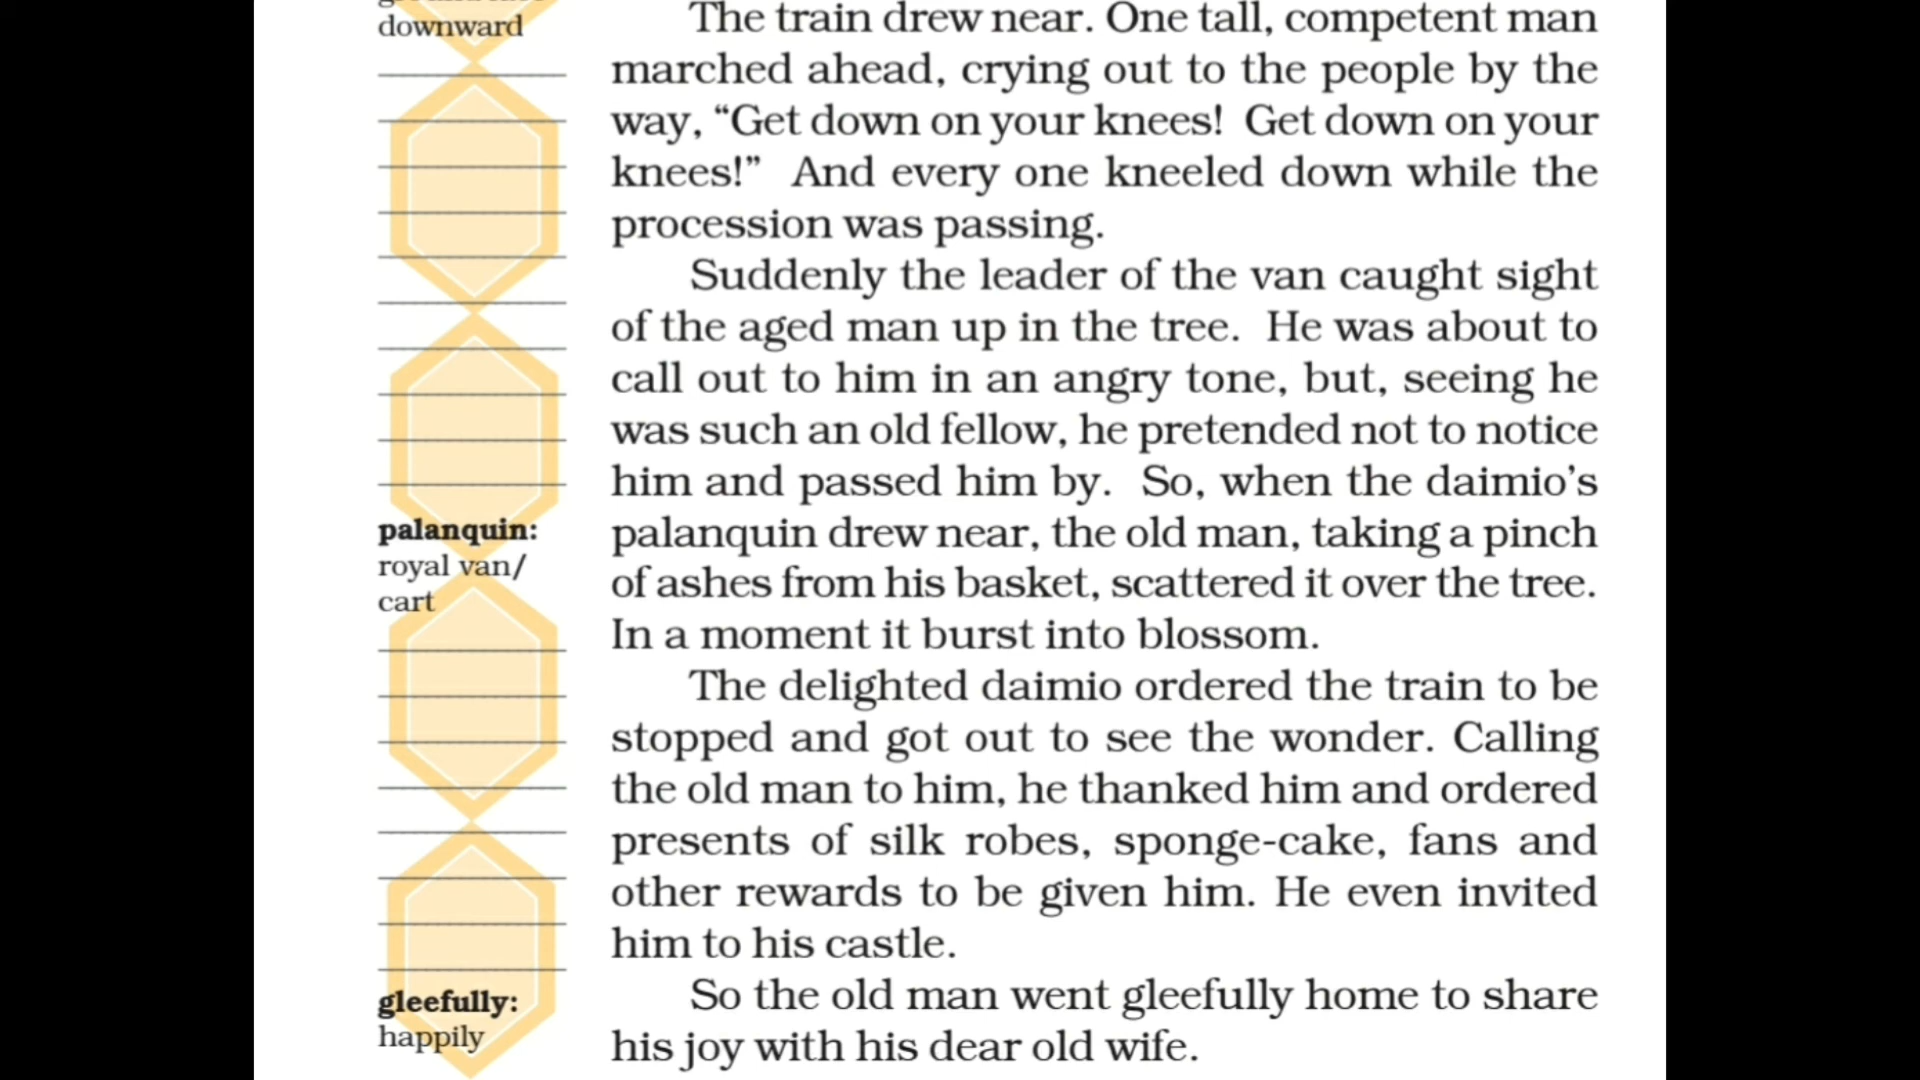 downward
The train drew near. One tall, competent man
marched ahead, crying out to the people by the
way, “Get down on your knees!  Get down on your
knees!”  And every one kneeled down while the
procession was passing.
Suddenly the leader of the van caught sight
of the aged man up in the tree.  He was about to
call out to him in an angry tone, but, seeing he
was such an old fellow, he pretended not to notice
him and passed him by.  So, when the daimio’s
palanquin drew near, the old man, taking a pinch
of ashes from his basket, scattered it over the tree.
In a moment it burst into blossom.
palanquin:
royal van/
cart
The delighted daimio ordered the train to be
stopped and got out to see the wonder. Calling
the old man to him, he thanked him and ordered
presents of silk robes, sponge-cake, fans and
other rewards to be given him. He even invited
him to his castle.
So the old man went gleefully home to share
his joy with his dear old wife.
gleefully:
happily